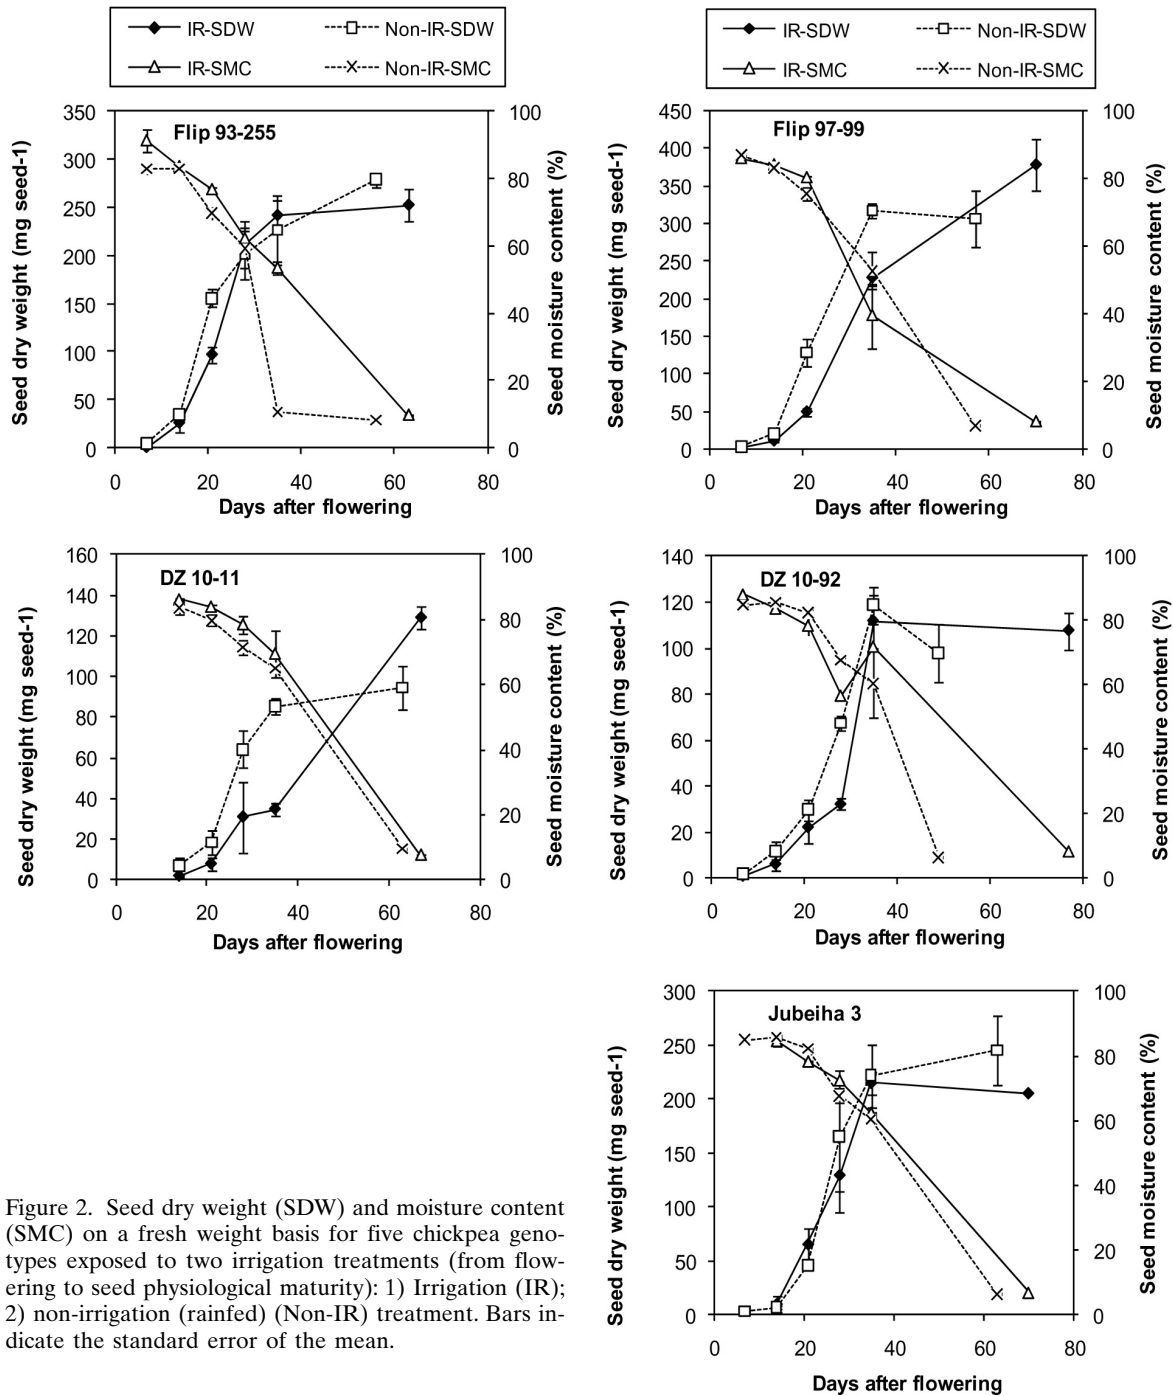 IR-SDW Non-IR-SDW
IR-SMC Non-IR-SMC
IR-SDW Non-IR-SDW
IR-SMC Non-IR-SMC
Flip 93-255
Seed dry weight (mg seed-1)
350
300
250
200
150
100
50
0
100
80
60
40
20
0
Seed moisture content (%)
0 20 40 60 80
Days after flowering
Flip 97-99
Seed dry weight (mg seed-1)
450
400
350
300
250
200
150
100
50
0
100
80
60
40
20
0
Seed moisture content (%)
0 20 40 60 80
Days after flowering
DZ 10-11
Seed dry weight (mg seed-1)
160
140
120
100
80
60
40
20
0
100
80
60
40
20
0
Seed moisture content (%)
0 20 40 60 80
Days after flowering
DZ 10-92
Seed dry weight (mg seed-1)
140
120
100
80
60
40
20
0
100
80
60
40
20
0
Seed moisture content (%)
0 20 40 60 80
Days after flowering
Jubeiha 3
Seed dry weight (mg seed-1)
300
250
200
150
100
50
0
100
80
60
40
20
0
Seed moisture content (%)
0 20 40 60 80
Days after flowering
Figure 2. Seed dry weight (SDW) and moisture content
(SMC) on a fresh weight basis for five chickpea geno-
types exposed to two irrigation treatments (from flow-
ering to seed physiological maturity): 1) Irrigation (IR);
2) non-irrigation (rainfed) (Non-IR) treatment. Bars in-
dicate the standard error of the mean.